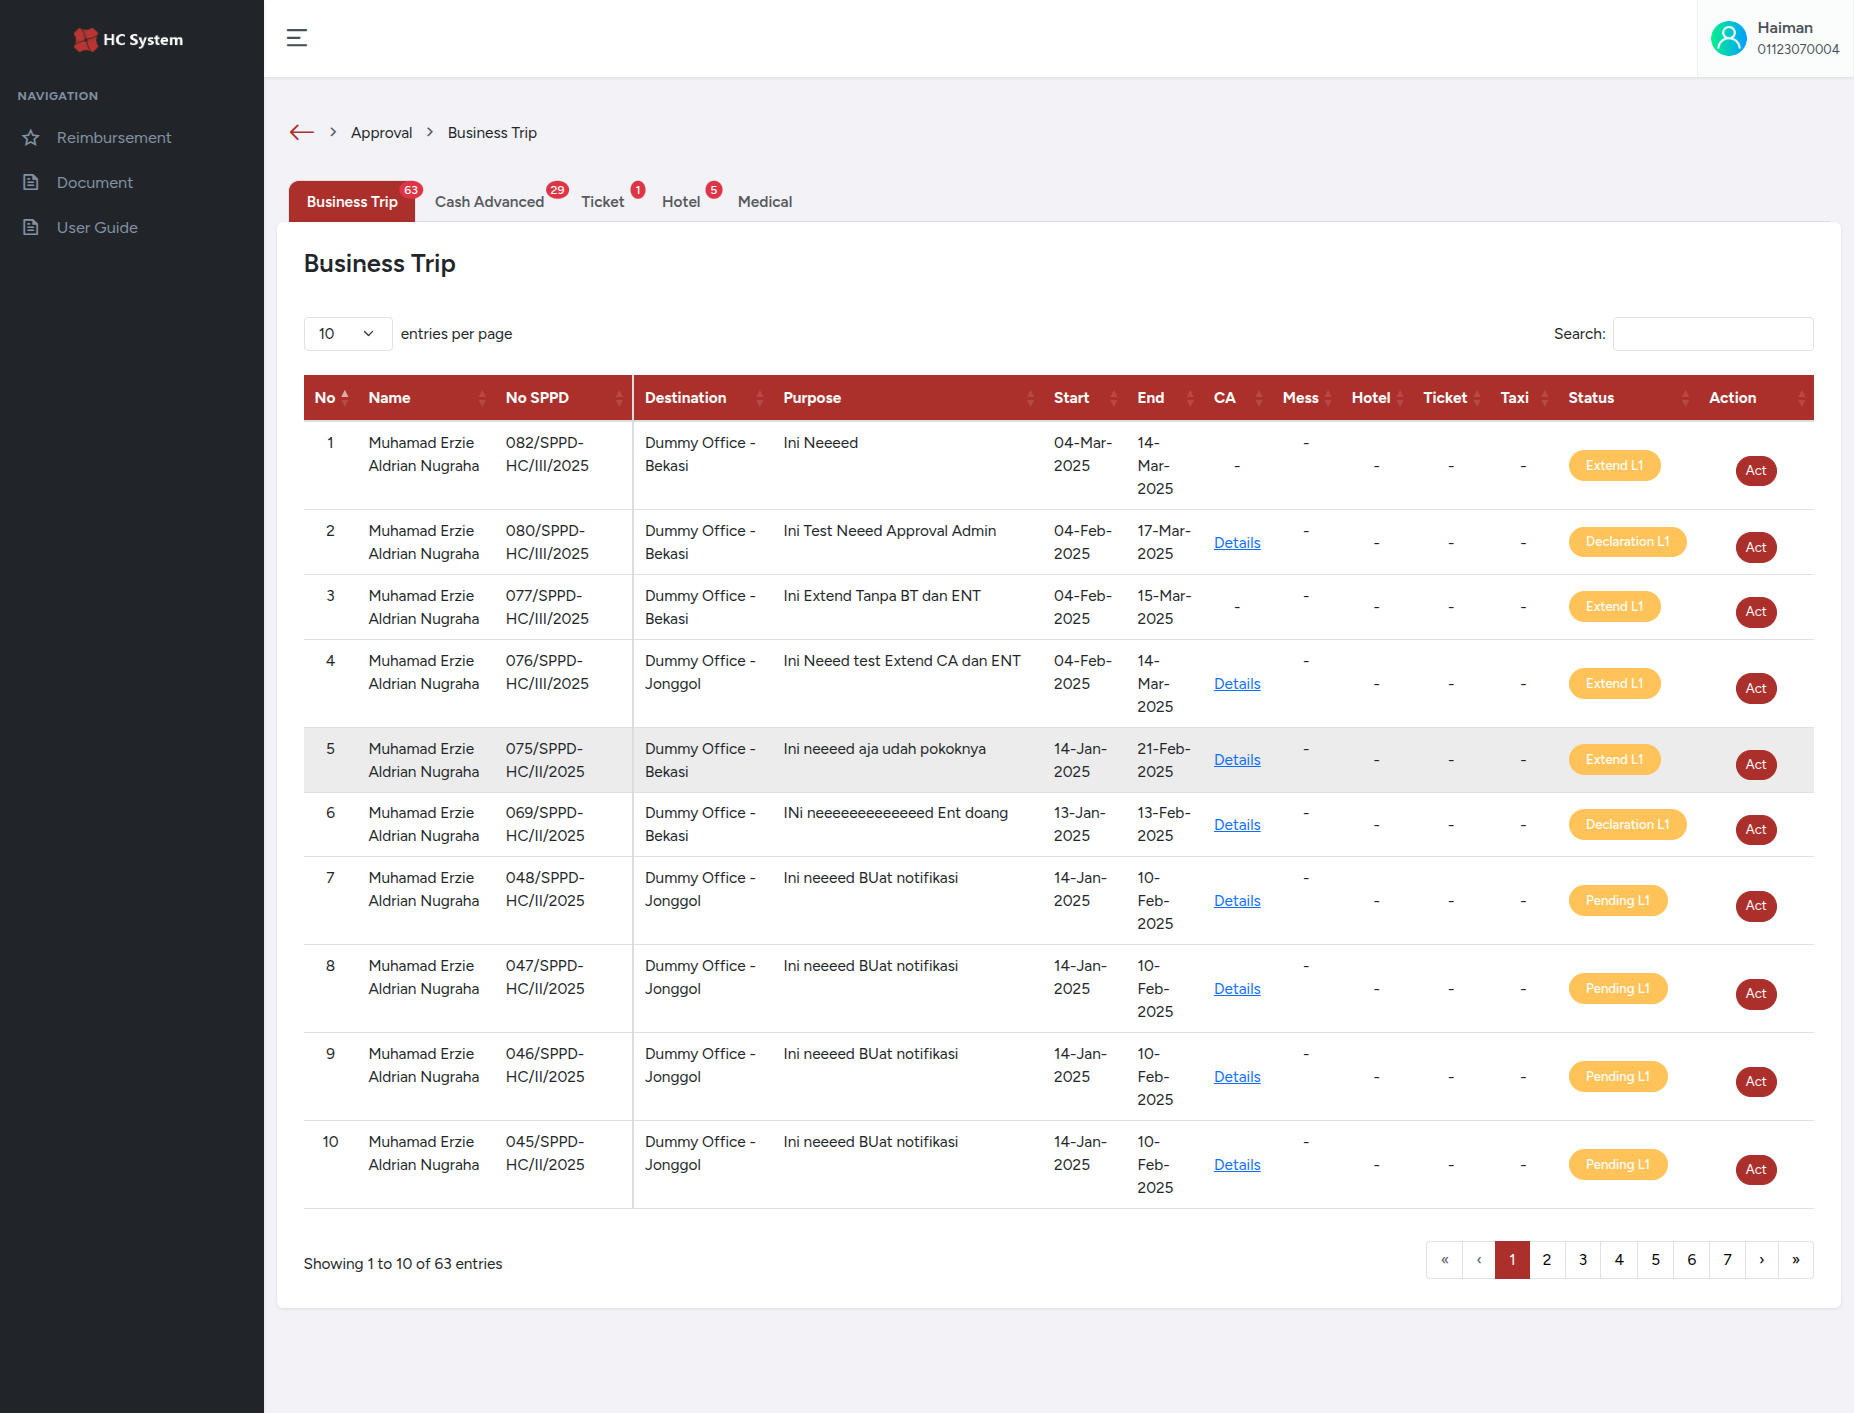 HC System
NAVIGATION
Reimbursement
Document
User Guide
Haiman
01123070004
Approval
Business Trip
Business Trip 63
Cash Advanced 29
Ticket 1
Hotel 5
Medical
Business Trip
10 entries per page
Search:
No Name No SPPD Destination Purpose Start End CA Mess Hotel Ticket Taxi Status Action
1 Muhamad Erzie 082/SPPD- Dummy Office - Ini Neeeed 04-Mar- 14- -
Aldrian Nugraha HC/III/2025 Bekasi 2025 Mar- - - - - Extend L1 Act
2025
2 Muhamad Erzie 080/SPPD- Dummy Office - Ini Test Neeed Approval Admin 04-Feb- 17-Mar- Details - - - - Declaration L1 Act
Aldrian Nugraha HC/III/2025 Bekasi 2025 2025
3 Muhamad Erzie 077/SPPD- Dummy Office - Ini Extend Tanpa BT dan ENT 04-Feb- 15-Mar- - - - - - Extend L1 Act
Aldrian Nugraha HC/III/2025 Bekasi 2025 2025
4 Muhamad Erzie 076/SPPD- Dummy Office - Ini Neeed test Extend CA dan ENT 04-Feb- 14- -
Aldrian Nugraha HC/III/2025 Jonggol 2025 Mar- Details - - - Extend L1 Act
2025
5 Muhamad Erzie 075/SPPD- Dummy Office - Ini neeeed aja udah pokoknya 14-Jan- 21-Feb- Details - - - - Extend L1 Act
Aldrian Nugraha HC/II/2025 Bekasi 2025 2025
6 Muhamad Erzie 069/SPPD- Dummy Office - INi neeeeeeeeeeeeed Ent doang 13-Jan- 13-Feb- Details - - - - Declaration L1 Act
Aldrian Nugraha HC/II/2025 Bekasi 2025 2025
7 Muhamad Erzie 048/SPPD- Dummy Office - Ini neeeed BUat notifikasi 14-Jan- 10- -
Aldrian Nugraha HC/II/2025 Jonggol 2025 Feb- Details - - - Pending L1 Act
2025
8 Muhamad Erzie 047/SPPD- Dummy Office - Ini neeeed BUat notifikasi 14-Jan- 10- -
Aldrian Nugraha HC/II/2025 Jonggol 2025 Feb- Details - - - Pending L1 Act
2025
9 Muhamad Erzie 046/SPPD- Dummy Office - Ini neeeed BUat notifikasi 14-Jan- 10- -
Aldrian Nugraha HC/II/2025 Jonggol 2025 Feb- Details - - - Pending L1 Act
2025
10 Muhamad Erzie 045/SPPD- Dummy Office - Ini neeeed BUat notifikasi 14-Jan- 10- -
Aldrian Nugraha HC/II/2025 Jonggol 2025 Feb- Details - - - Pending L1 Act
2025
Showing 1 to 10 of 63 entries
« ‹ 1 2 3 4 5 6 7 › »